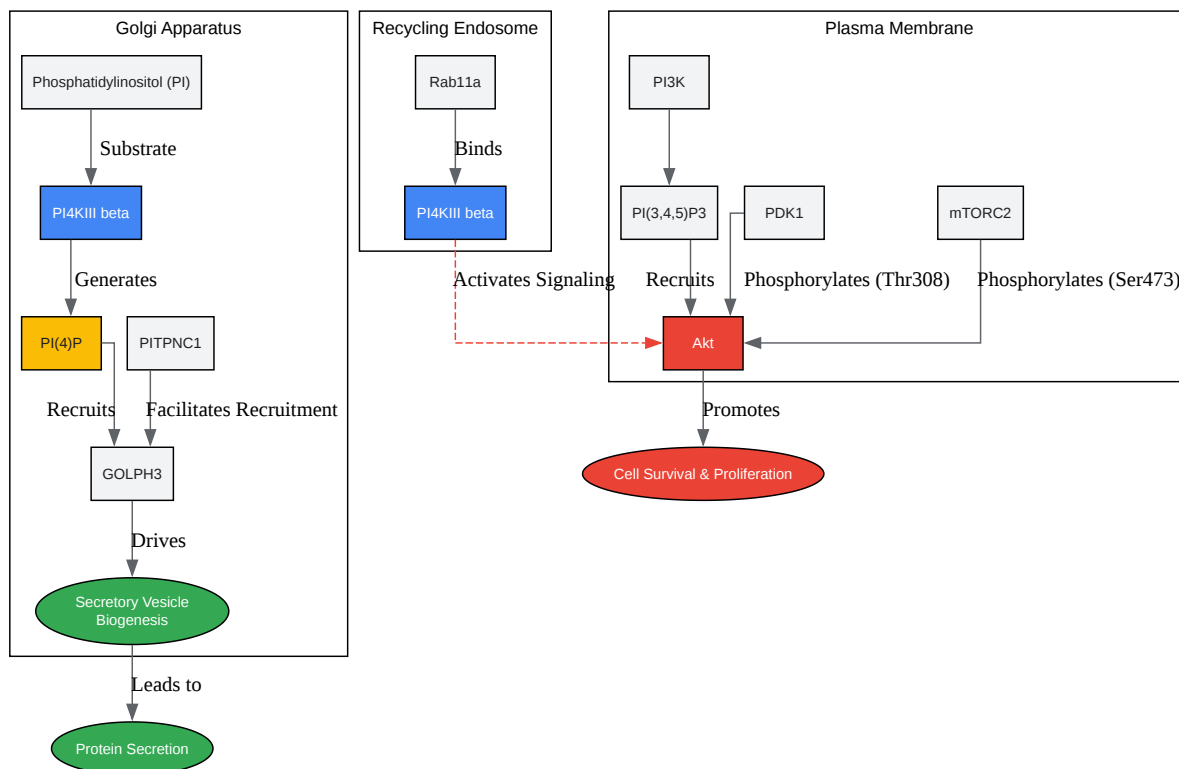 Golgi Apparatus
Recycling Endosome
Plasma Membrane
Phosphatidylinositol (PI)
Rab11a
PI3K
Substrate
Binds
PI4KIII beta
PI4KIII beta
PI(3,4,5)P3
PDK1
mTORC2
Generates
Activates Signaling
Recruits
Phosphorylates (Thr308)
Phosphorylates (Ser473)
PI(4)P
PITPNC1
Akt
Recruits
Facilitates Recruitment
Promotes
GOLPH3
Cell Survival & Proliferation
Drives
Secretory Vesicle
Biogenesis
Leads to
Protein Secretion